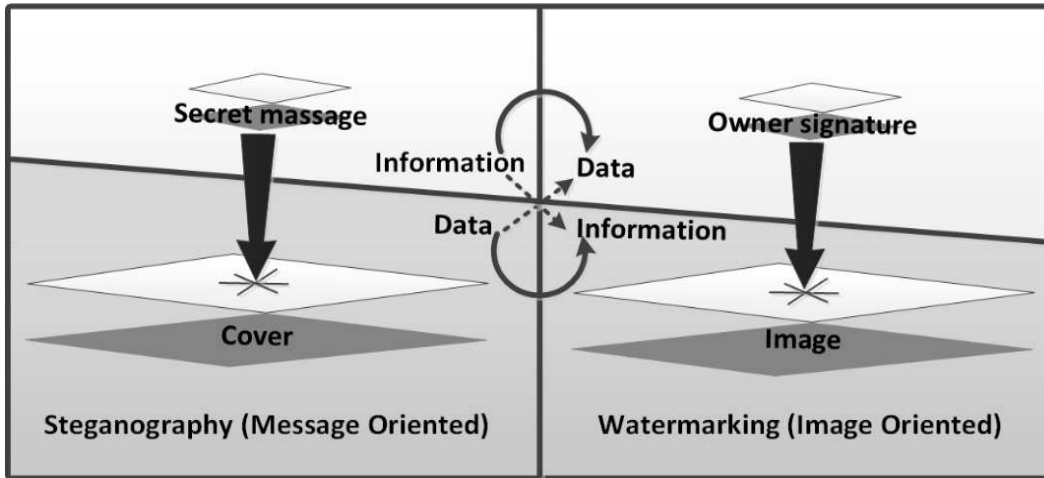 Secret massage
Owner signature
Information
Data
Data
Information
Cover
Image
Steganography (Message Oriented)
Watermarking (Image Oriented)